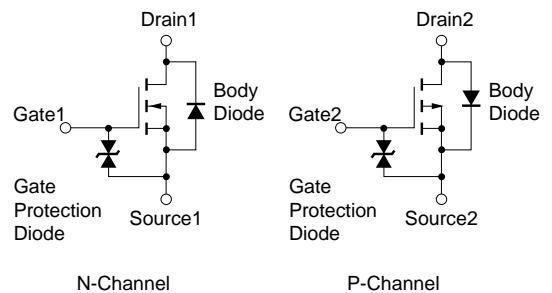 Drain1
Body
Diode
Gate1
Gate
Protection
Diode
Source1
N-Channel
Drain2
Body
Diode
Gate2
Gate
Protection
Diode
Source2
P-Channel